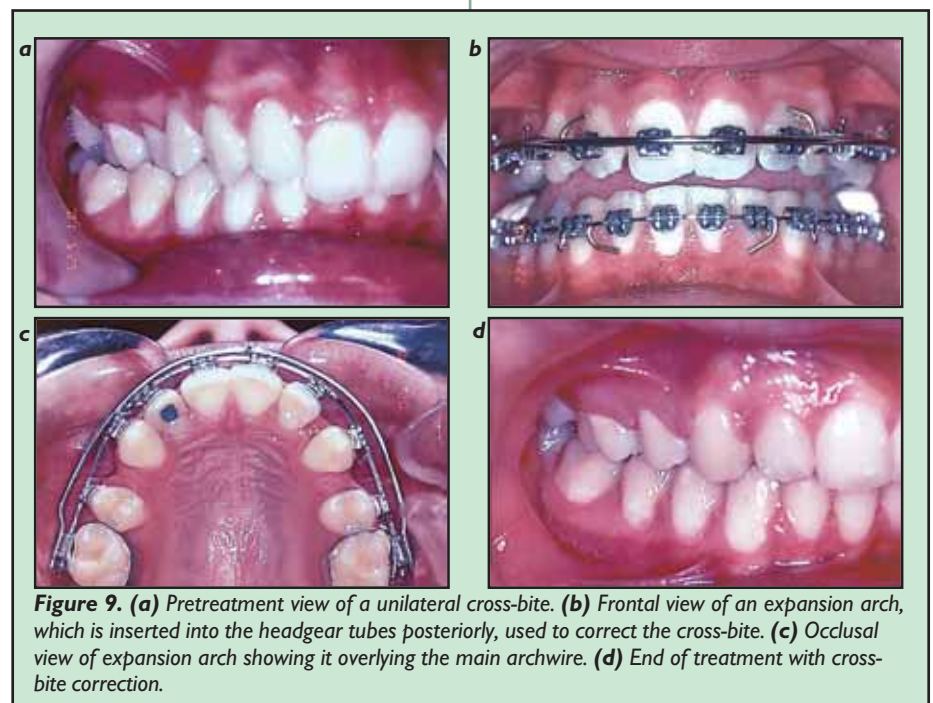 a
b
c
d
Figure 9. (a) Pretreatment view of a unilateral cross-bite. (b) Frontal view of an expansion arch,
which is inserted into the headgear tubes posteriorly, used to correct the cross-bite. (c) Occlusal
view of expansion arch showing it overlying the main archwire. (d) End of treatment with cross-
bite correction.